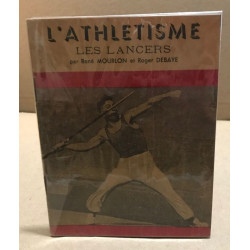 L'ATHLETISME
LES LANCERS
par René MOURLON et Roger DEBAYE